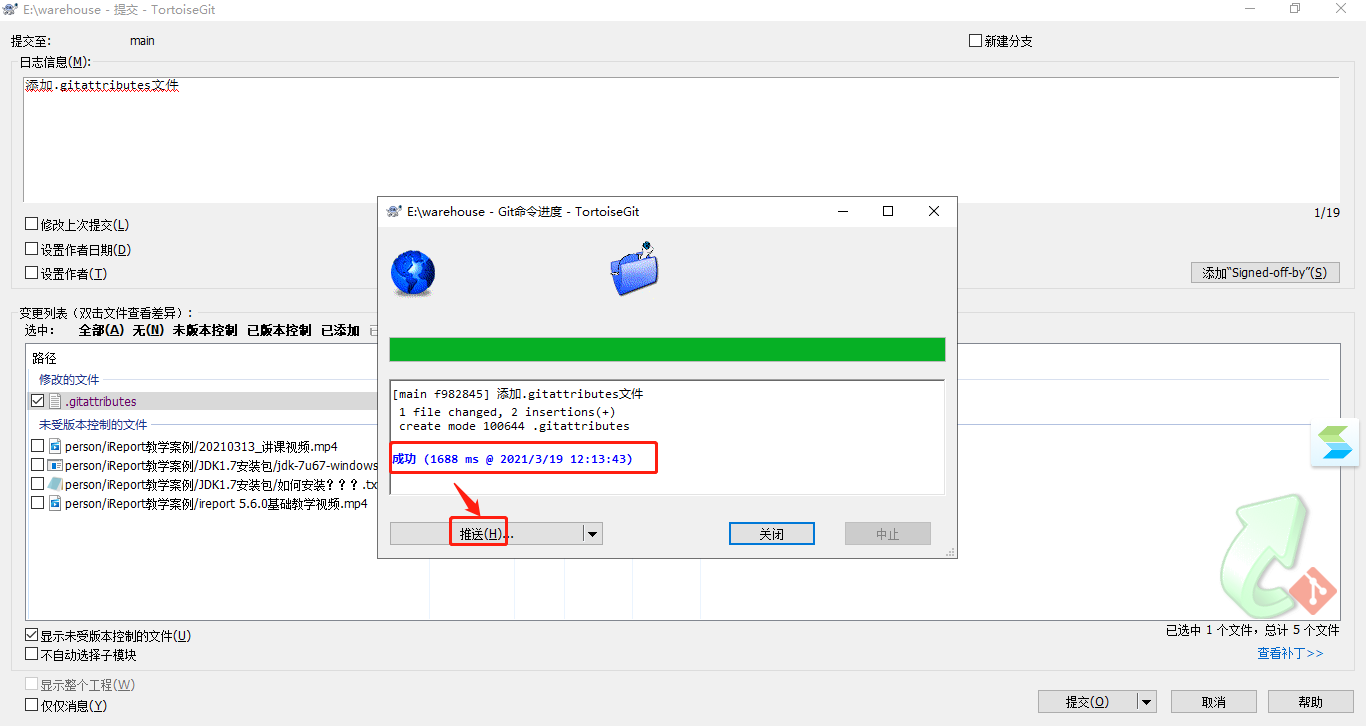 E:\warehouse - 提交 - TortoiseGit
提交至: main
新建分支
日志信息(M):
添加.gitattributes文件
1/19
修改上次提交(L)
设置作者日期(D)
设置作者(T)
添加“Signed-off-by”(S)
变更列表（双击文件查看差异）:
选中: 全部(A) 无(N) 未版本控制 已版本控制 已添加
路径
修改的文件
.gitattributes
未受版本控制的文件
person/iReport教学案例/20210313_讲课视频.mp4
person/iReport教学案例/JDK1.7安装包/jdk-7u67-windows
person/iReport教学案例/JDK1.7安装包/如何安装？？？.tx
person/iReport教学案例/ireport 5.6.0基础教学视频.mp4
E:\warehouse - Git命令进度 - TortoiseGit
[main f982845] 添加.gitattributes文件
1 file changed, 2 insertions(+)
create mode 100644 .gitattributes
成功 (1688 ms @ 2021/3/19 12:13:43)
推送(H)...
关闭
中止
显示未受版本控制的文件(U)
不自动选择子模块
已选中 1 个文件，总计 5 个文件
查看补丁>>
显示整个工程(W)
仅仅消息(Y)
提交(O)
取消
帮助